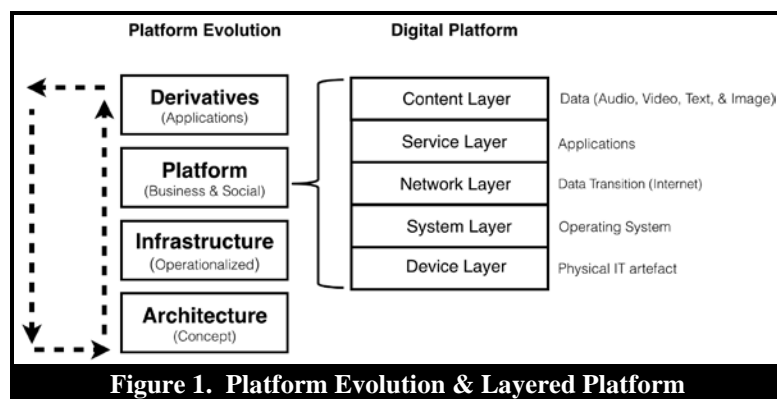 Platform Evolution
Digital Platform
Derivatives
(Applications)
Platform
(Business & Social)
Infrastructure
(Operationalized)
Architecture
(Concept)
Content Layer
Data (Audio, Video, Text, & Image)
Service Layer
Applications
Network Layer
Data Transition (Internet)
System Layer
Operating System
Device Layer
Physical IT artefact
Figure 1. Platform Evolution & Layered Platform